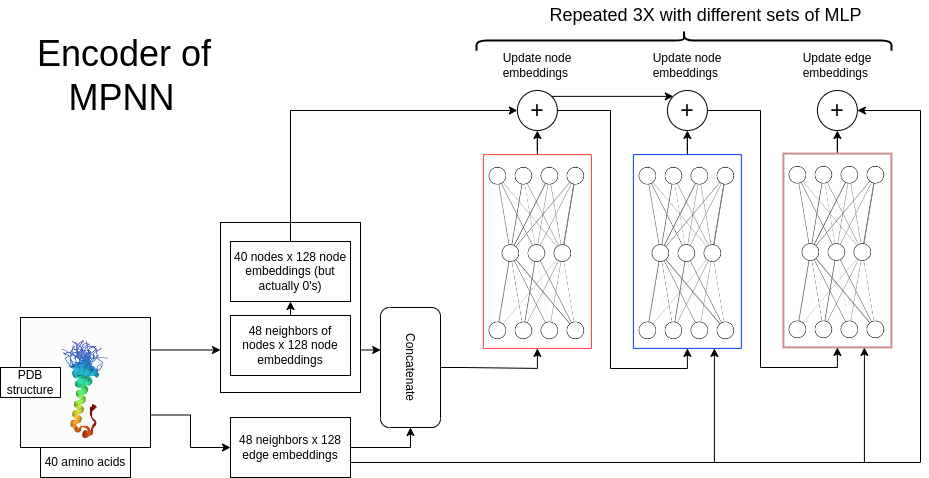 Encoder of
MPNN
Repeated 3X with different sets of MLP
Update node
embeddings
Update node
embeddings
Update edge
embeddings
+
+
+
40 nodes x 128 node
embeddings (but
actually 0's)
48 neighbors of
nodes x 128 node
embeddings
Concatenate
PDB
structure
40 amino acids
48 neighbors x 128
edge embeddings